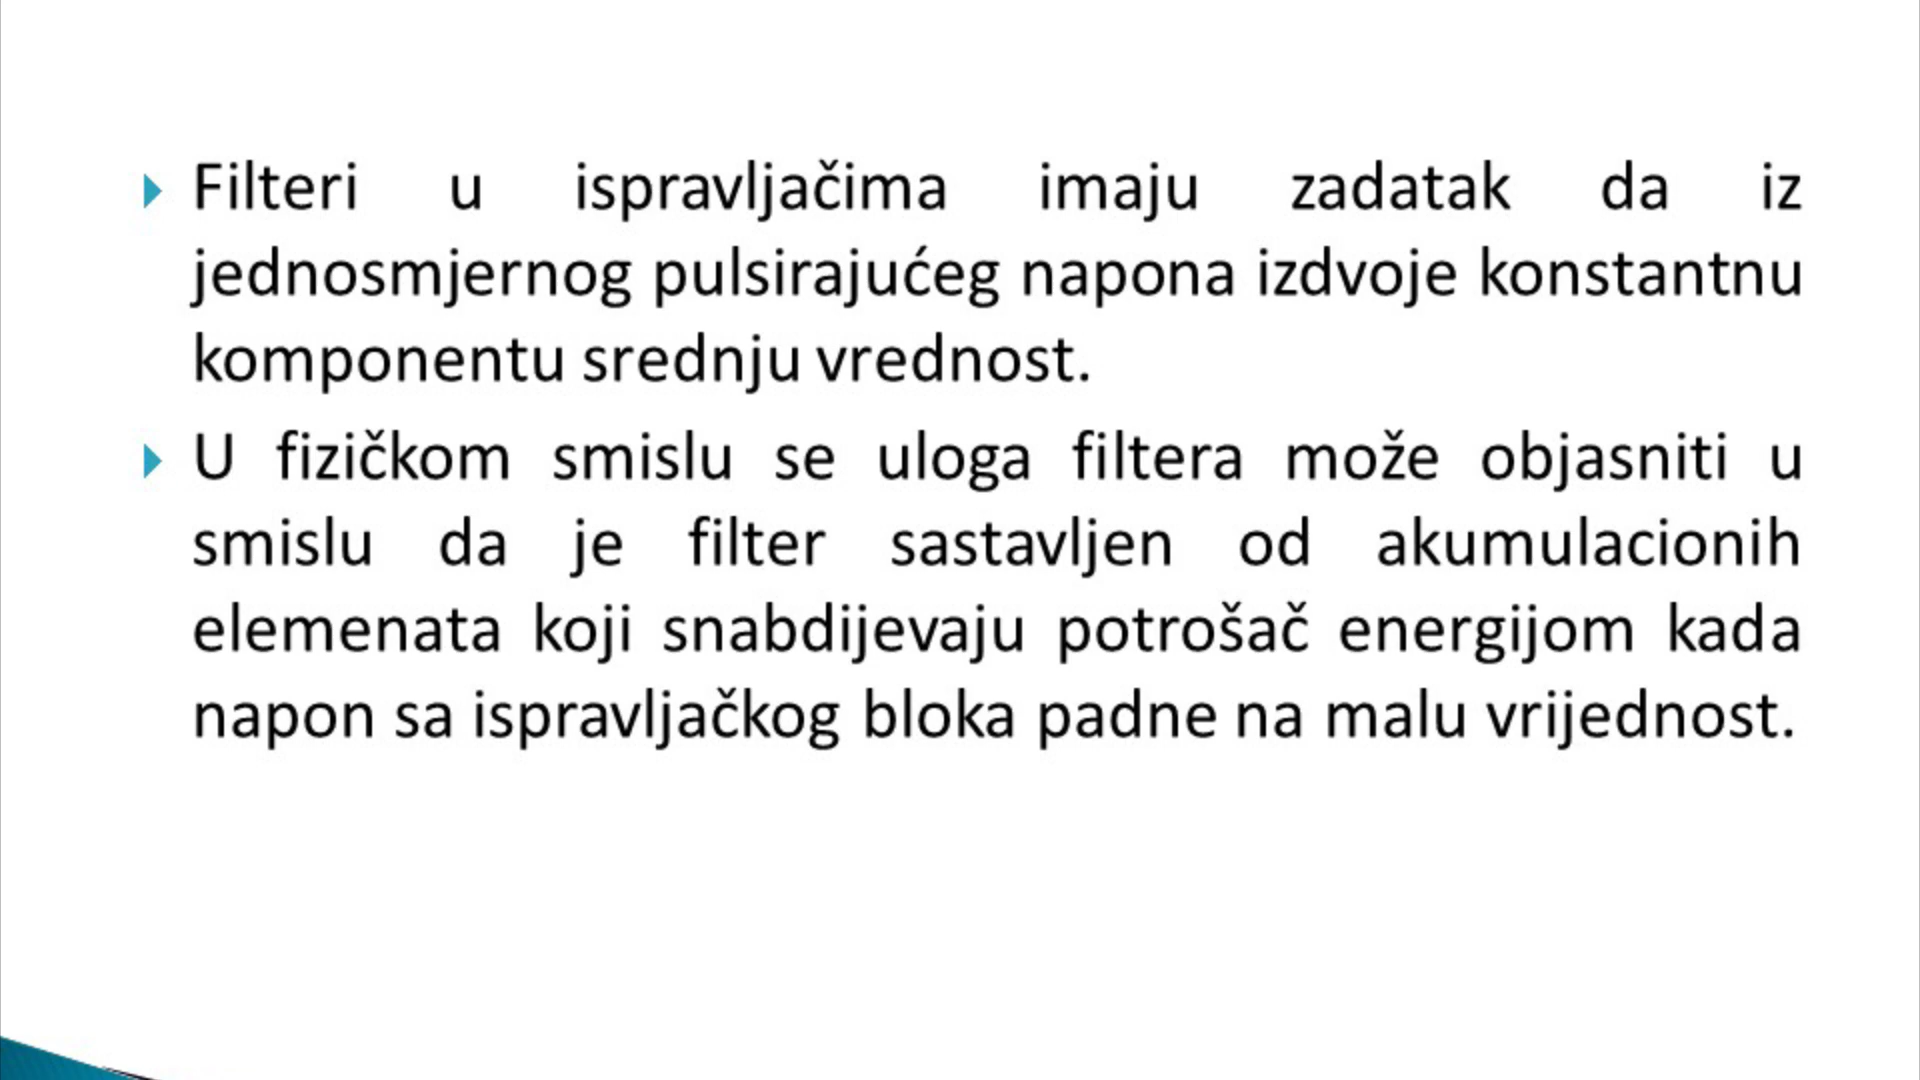 Filteri u ispravljačima imaju zadatak da iz
jednosmjernog pulsirajućeg napona izdvoje konstantnu
komponentu srednju vrednost.
U fizičkom smislu se uloga filtera može objasniti u
smislu da je filter sastavljen od akumulacionih
elemenata koji snabdijevaju potrošač energijom kada
napon sa ispravljačkog bloka padne na malu vrijednost.